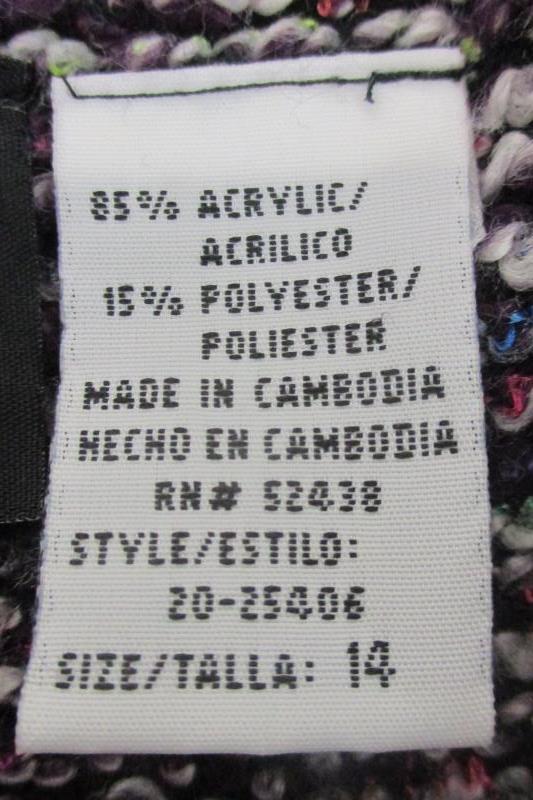 85% ACRYLIC/
ACRILICO
15% POLYESTER/
POLIESTER
MADE IN CAMBODIA
HECHO EN CAMBODIA
RN# 52438
STYLE/ESTILO:
20-25406
SIZE/TALLA: 14